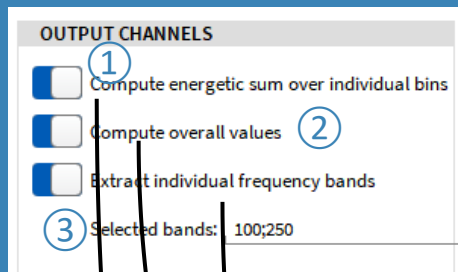 OUTPUT CHANNELS
①
Compute energetic sum over individual bins
Compute overall values ②
Extract individual frequency bands
③ Selected bands: 100;250